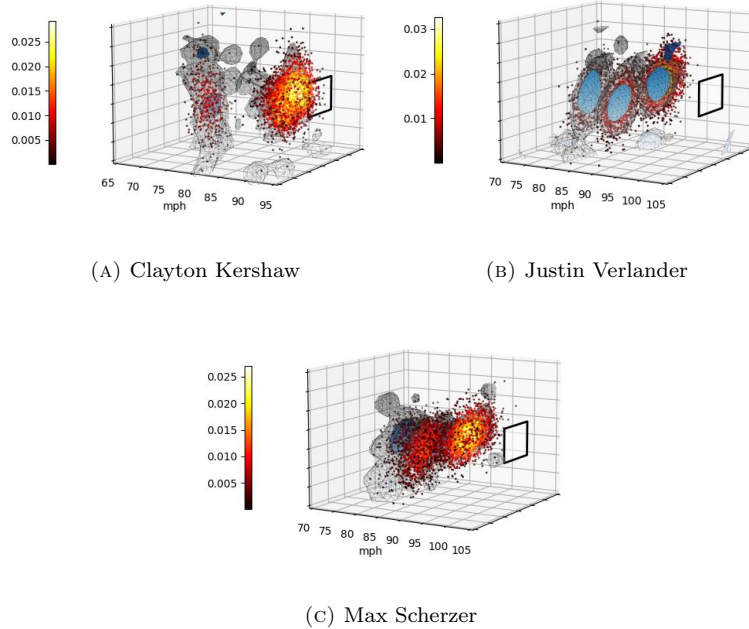 0.025
0.020
0.015
0.010
0.005
65 70 75 80 85 90 95
mph
0.03
0.02
0.01
70 75 80 85 90 95 100 105
mph
(A) Clayton Kershaw
(B) Justin Verlander
0.025
0.020
0.015
0.010
0.005
70 75 80 85 90 95 100 105
mph
(C) Max Scherzer